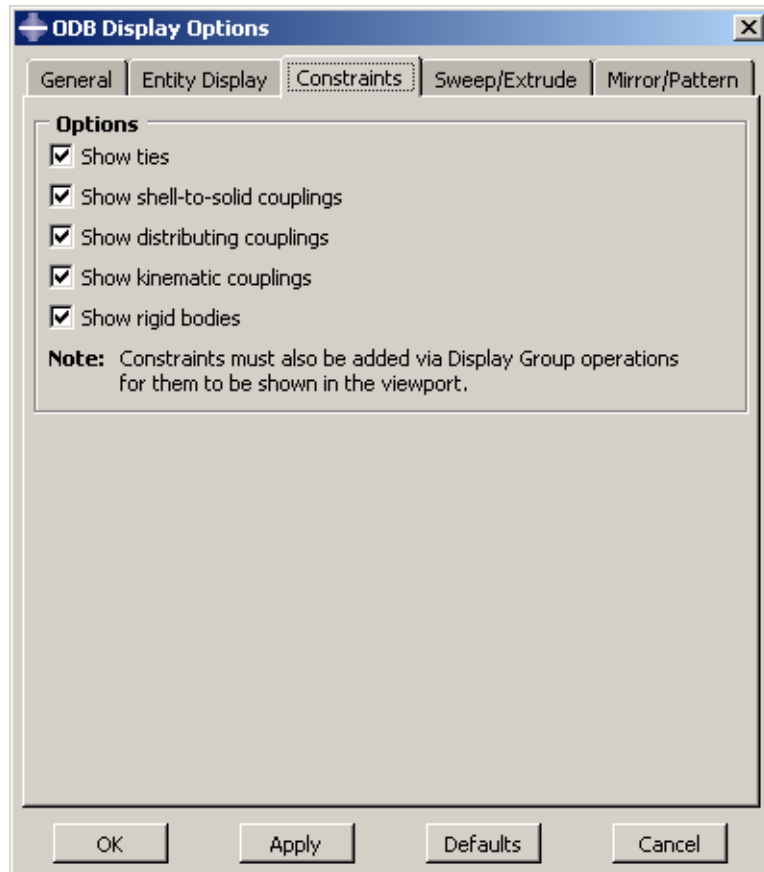 ODB Display Options
General Entity Display Constraints Sweep/Extrude Mirror/Pattern
Options
Show ties
Show shell-to-solid couplings
Show distributing couplings
Show kinematic couplings
Show rigid bodies
Note: Constraints must also be added via Display Group operations
for them to be shown in the viewport.
OK Apply Defaults Cancel